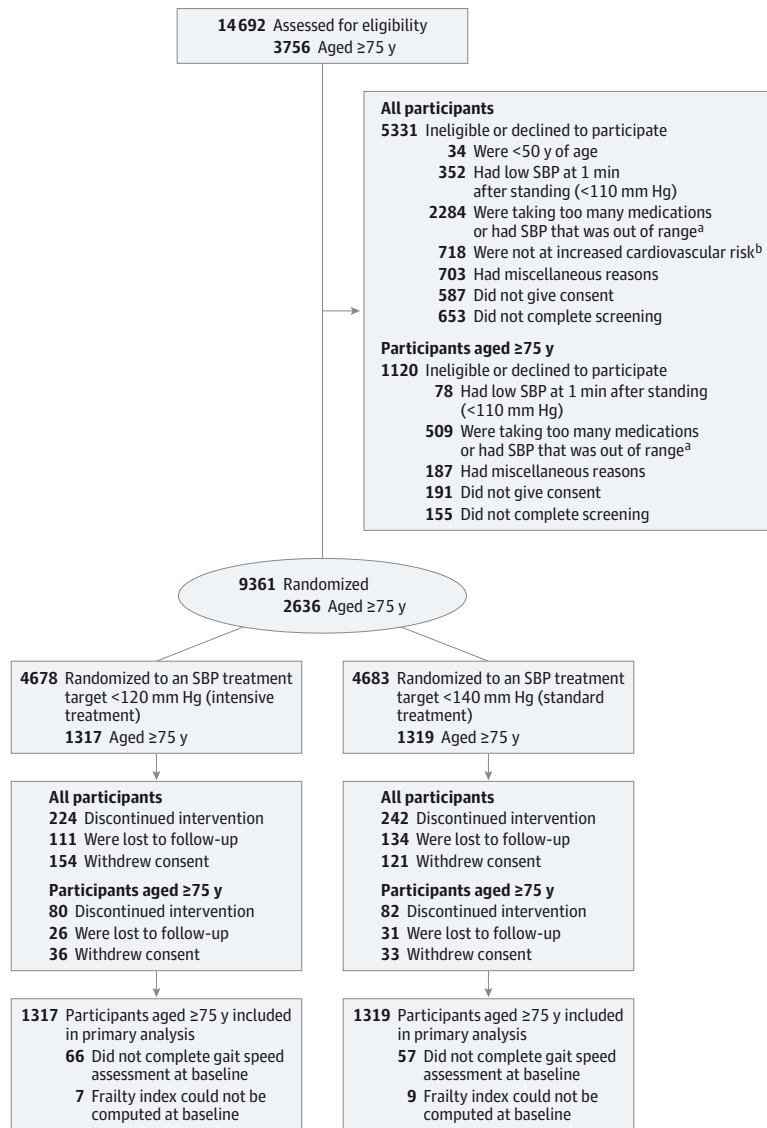 14 692 Assessed for eligibility
3756 Aged ≥75 y
All participants
5331 Ineligible or declined to participate
34 Were <50 y of age
352 Had low SBP at 1 min
after standing (<110 mm Hg)
2284 Were taking too many medications
or had SBP that was out of rangeᵃ
718 Were not at increased cardiovascular riskᵇ
703 Had miscellaneous reasons
587 Did not give consent
653 Did not complete screening
Participants aged ≥75 y
1120 Ineligible or declined to participate
78 Had low SBP at 1 min after standing
(<110 mm Hg)
509 Were taking too many medications
or had SBP that was out of rangeᵃ
187 Had miscellaneous reasons
191 Did not give consent
155 Did not complete screening
9361 Randomized
2636 Aged ≥75 y
4678 Randomized to an SBP treatment
target <120 mm Hg (intensive
treatment)
1317 Aged ≥75 y
4683 Randomized to an SBP treatment
target <140 mm Hg (standard
treatment)
1319 Aged ≥75 y
All participants
224 Discontinued intervention
111 Were lost to follow-up
154 Withdrew consent
Participants aged ≥75 y
80 Discontinued intervention
26 Were lost to follow-up
36 Withdrew consent
All participants
242 Discontinued intervention
134 Were lost to follow-up
121 Withdrew consent
Participants aged ≥75 y
82 Discontinued intervention
31 Were lost to follow-up
33 Withdrew consent
1317 Participants aged ≥75 y included
in primary analysis
66 Did not complete gait speed
assessment at baseline
7 Frailty index could not be
computed at baseline
1319 Participants aged ≥75 y included
in primary analysis
57 Did not complete gait speed
assessment at baseline
9 Frailty index could not be
computed at baseline